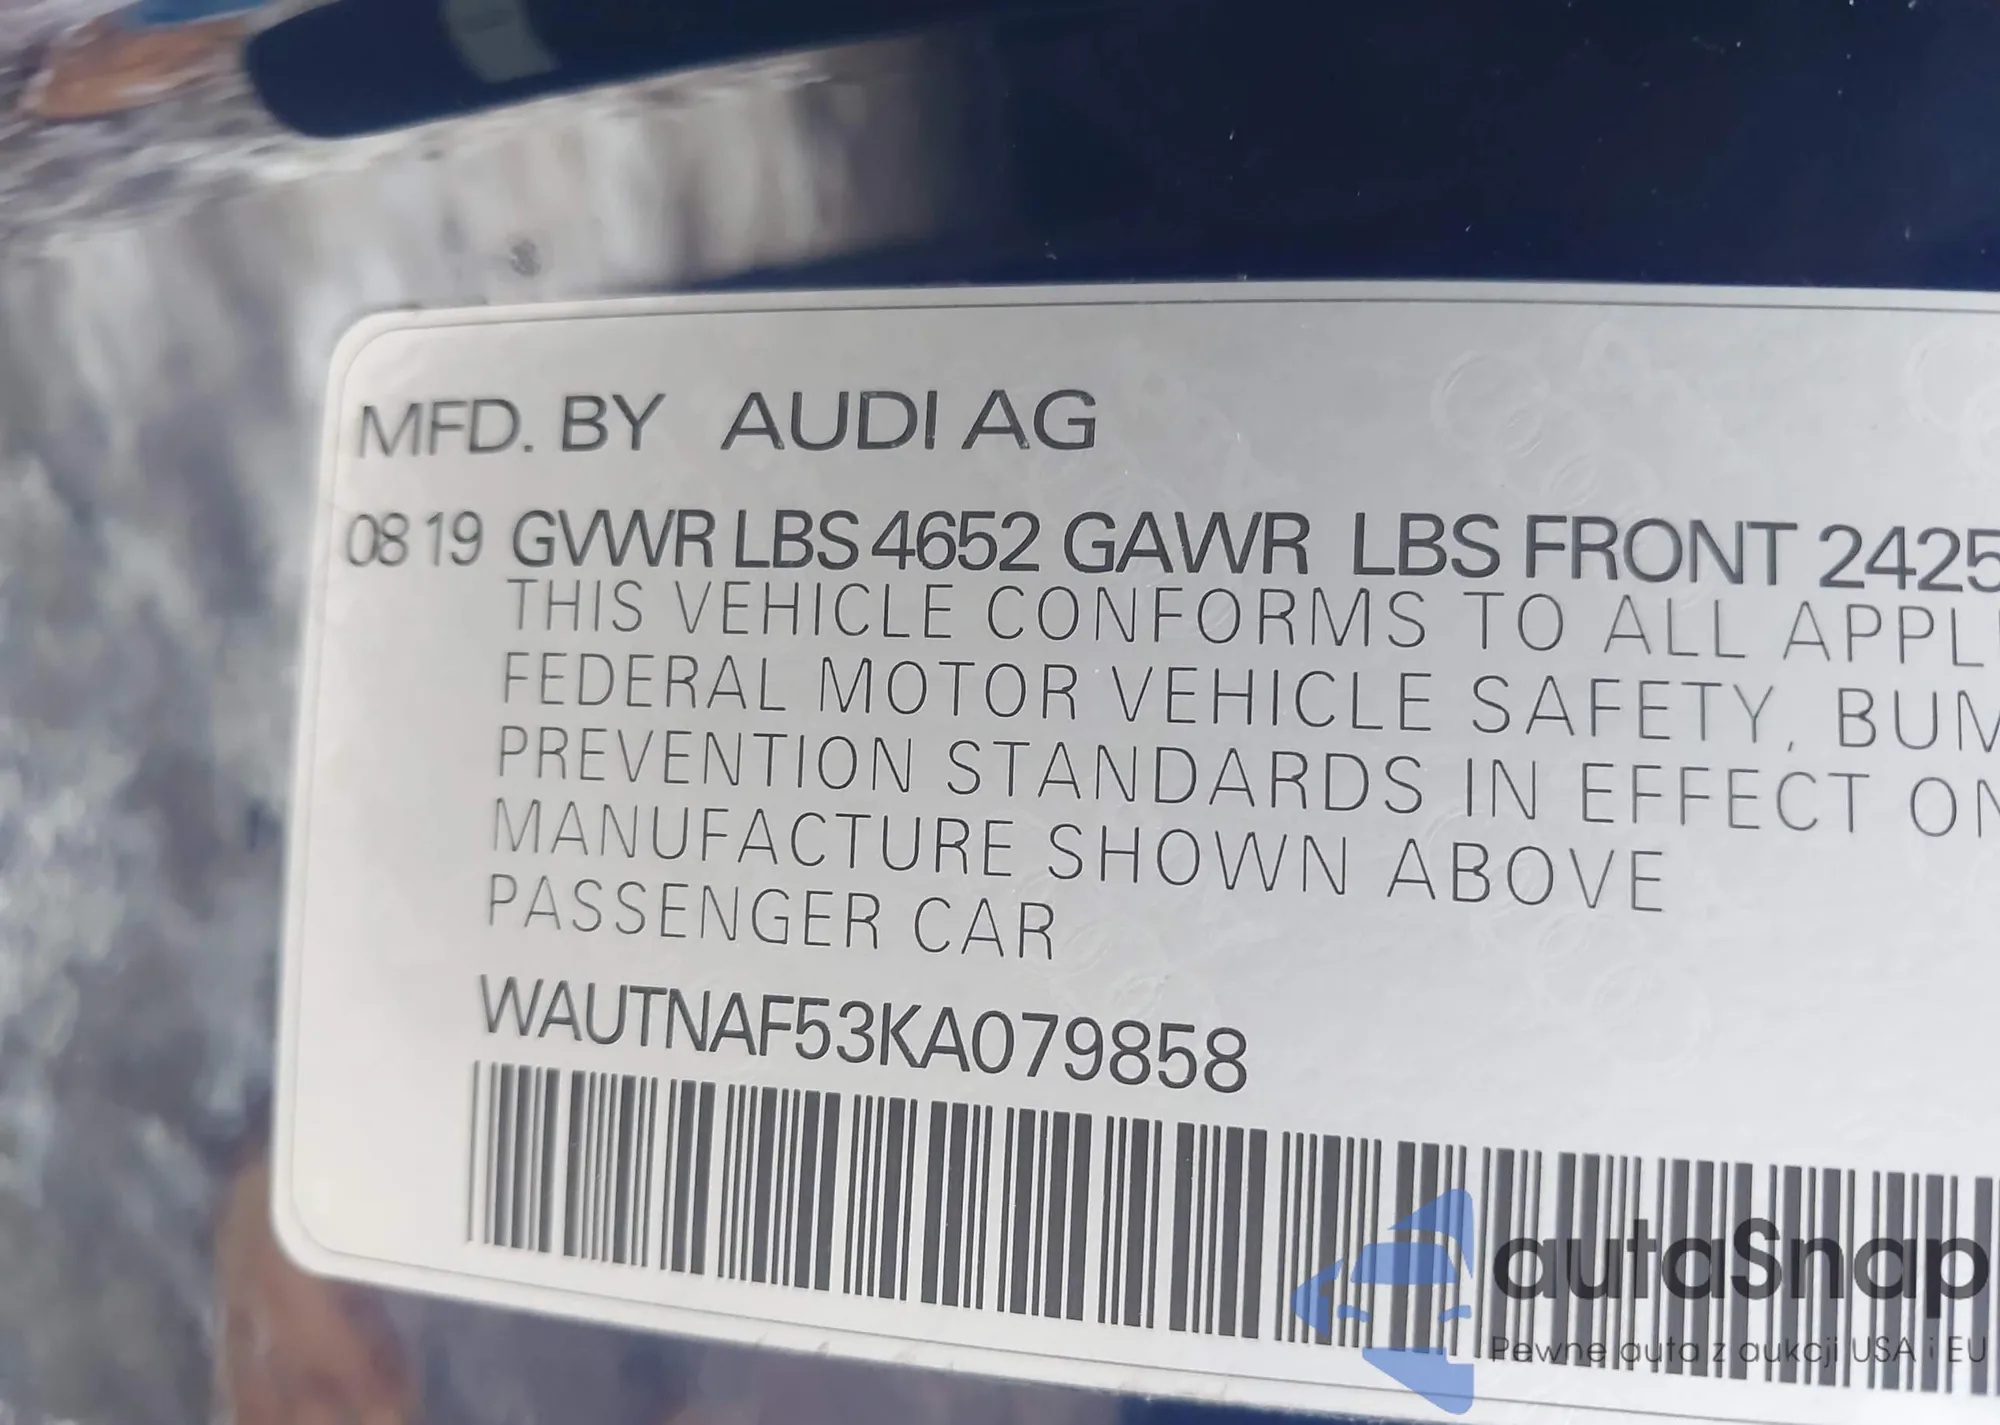 MFD. BY AUDI AG
08 19 GVWR LBS 4652 GAWR LBS FRONT 2425
THIS VEHICLE CONFORMS TO ALL APPLI
FEDERAL MOTOR VEHICLE SAFETY, BUM
PREVENTION STANDARDS IN EFFECT ON
MANUFACTURE SHOWN ABOVE
PASSENGER CAR
WAUTNAF53KA079858
autaSnap
Pewne auta z aukcji USA i EU